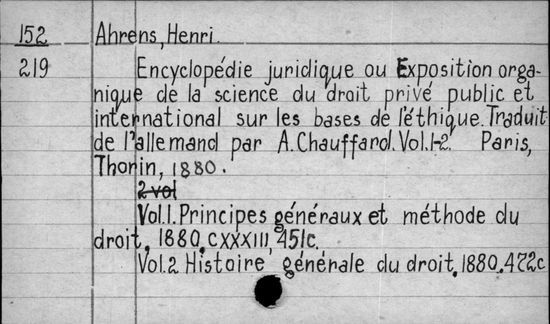 152 Ahrens, Henri.
219 Encyclopédie juridique ou Exposition orga-
nique de la science du droit privé public et
international sur les bases de l'éthique. Traduit
de l'allemand par A. Chauffard. Vol.1-2. Paris,
Thorin, 1880.
2 vol
Vol.1. Principes généraux et méthode du
droit, 1880. CXXXIII, 451c.
Vol.2 Histoire générale du droit, 1880. 472c